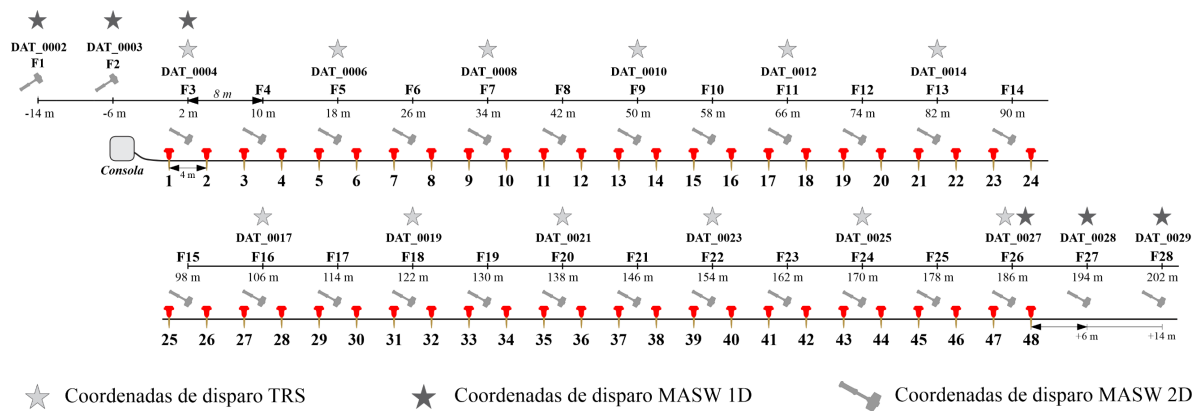 DAT_0002 DAT_0003
F1 F2
DAT_0004 DAT_0006 DAT_0008 DAT_0010 DAT_0012 DAT_0014
F3 8 m F4 F5 F6 F7 F8 F9 F10 F11 F12 F13 F14
-14 m -6 m 2 m 10 m 18 m 26 m 34 m 42 m 50 m 58 m 66 m 74 m 82 m 90 m
Consola 4 m
1 2 3 4 5 6 7 8 9 10 11 12 13 14 15 16 17 18 19 20 21 22 23 24
DAT_0017 DAT_0019 DAT_0021 DAT_0023 DAT_0025 DAT_0027 DAT_0028 DAT_0029
F15 F16 F17 F18 F19 F20 F21 F22 F23 F24 F25 F26 F27 F28
98 m 106 m 114 m 122 m 130 m 138 m 146 m 154 m 162 m 170 m 178 m 186 m 194 m 202 m
25 26 27 28 29 30 31 32 33 34 35 36 37 38 39 40 41 42 43 44 45 46 47 48 +6 m +14 m
Coordenadas de disparo TRS Coordenadas de disparo MASW 1D Coordenadas de disparo MASW 2D